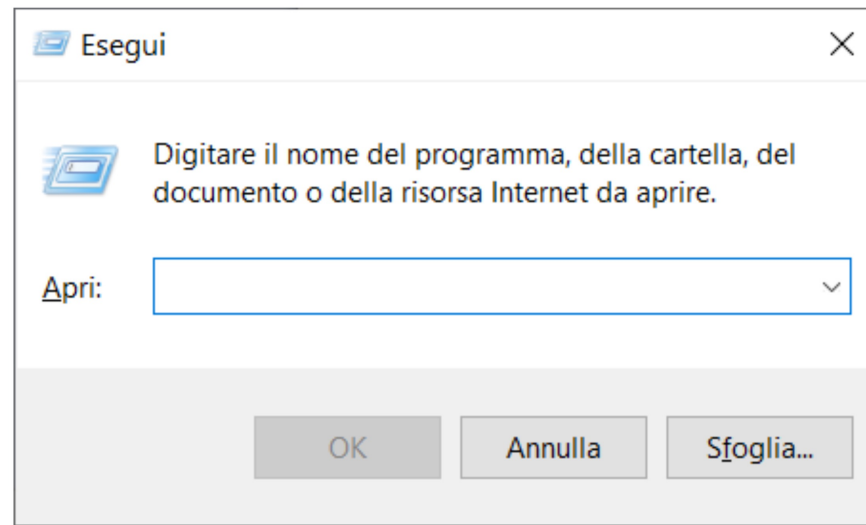 Esegui
Digitare il nome del programma, della cartella, del
documento o della risorsa Internet da aprire.
Apri:
OK Annulla Sfoglia...